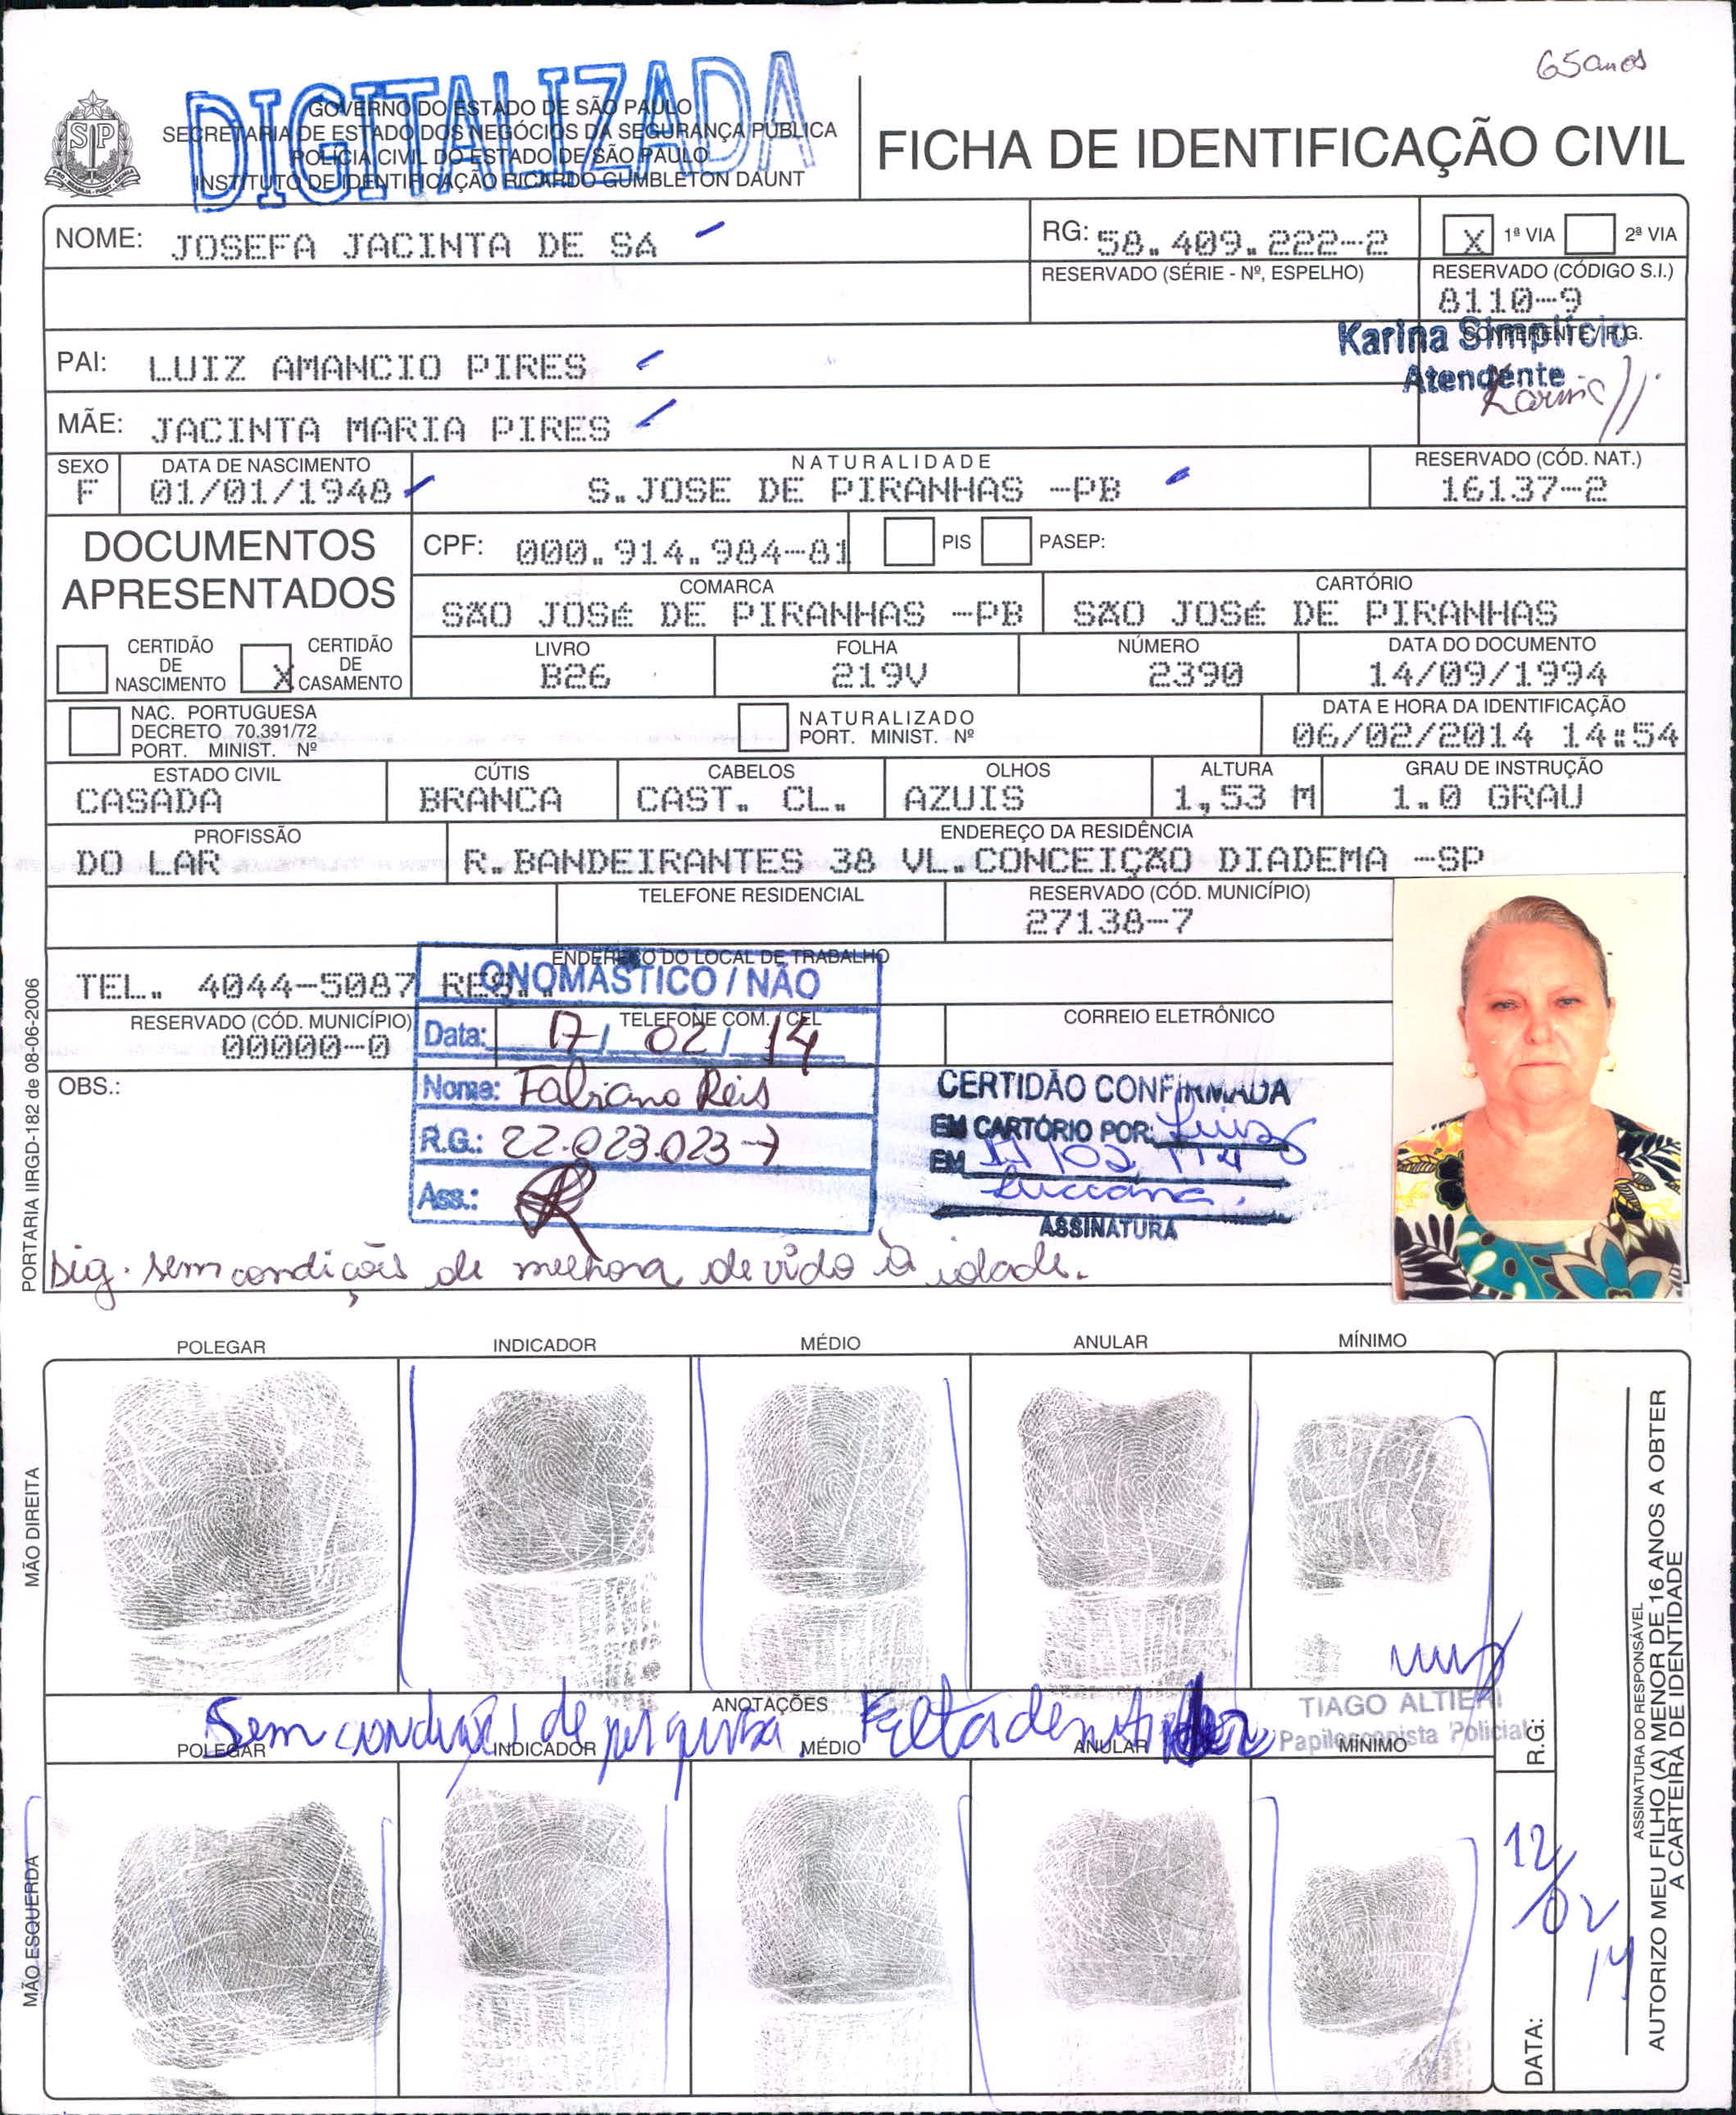 65 anos
DIGITALIZADA
GOVERNO DO ESTADO DE SÃO PAULO
SECRETARIA DE ESTADO DOS NEGÓCIOS DA SEGURANÇA PÚBLICA
POLÍCIA CIVIL DO ESTADO DE SÃO PAULO
INSTITUTO DE IDENTIFICAÇÃO RICARDO GUMBLETON DAUNT
FICHA DE IDENTIFICAÇÃO CIVIL
NOME: JOSEFA JACINTA DE SA
RG: 58.409.222-2
X 1ª VIA 2ª VIA
RESERVADO (SÉRIE - Nº, ESPELHO)
RESERVADO (CÓDIGO S.I.)
8110-9
CONFERENTE / R.G.
Karina Simplicio
Atendente
PAI: LUIZ AMANCIO PIRES
MÃE: JACINTA MARIA PIRES
SEXO
F
DATA DE NASCIMENTO
01/01/1948
NATURALIDADE
S.JOSE DE PIRANHAS -PB
RESERVADO (CÓD. NAT.)
16137-2
DOCUMENTOS
APRESENTADOS
CPF: 000.914.984-81
PIS
PASEP:
COMARCA
SÃO JOSÉ DE PIRANHAS -PB
CARTÓRIO
SÃO JOSÉ DE PIRANHAS
CERTIDÃO
DE
NASCIMENTO
X
CERTIDÃO
DE
CASAMENTO
LIVRO
B26
FOLHA
219V
NÚMERO
2390
DATA DO DOCUMENTO
14/09/1994
NAC. PORTUGUESA
DECRETO 70.391/72
PORT. MINIST. Nº
NATURALIZADO
PORT. MINIST. Nº
DATA E HORA DA IDENTIFICAÇÃO
06/02/2014 14:54
ESTADO CIVIL
CASADA
CÚTIS
BRANCA
CABELOS
CAST. CL.
OLHOS
AZUIS
ALTURA
1,53 M
GRAU DE INSTRUÇÃO
1.0 GRAU
PROFISSÃO
DO LAR
ENDEREÇO DA RESIDÊNCIA
R.BANDEIRANTES 38 VL.CONCEIÇÃO DIADEMA -SP
TELEFONE RESIDENCIAL
RESERVADO (CÓD. MUNICÍPIO)
27138-7
ENDEREÇO DO LOCAL DE TRABALHO
TEL. 4044-5087 RES..
RESERVADO (CÓD. MUNICÍPIO)
00000-0
TELEFONE COM. / CEL
CORREIO ELETRÔNICO
OBS.:
ONOMÁSTICO / NÃO
Data: 17 / 02 / 14
Nome: Fabiano Reis
R.G.: 22.023.023-7
Ass.:
CERTIDÃO CONFIRMADA
EM CARTÓRIO POR: Luiz
EM 17/02/14
Luciana
ASSINATURA
Dig. sem condições de melhora devido à idade.
PORTARIA IIRGD-182 de 08-06-2006
POLEGAR INDICADOR MÉDIO ANULAR MÍNIMO
MÃO DIREITA
ANOTAÇÕES
Sem condições de pesquisa.
TIAGO ALTIERI
Papiloscopista Policial
POLEGAR INDICADOR MÉDIO ANULAR MÍNIMO
MÃO ESQUERDA
R.G.:
DATA: 12/02/14
ASSINATURA DO RESPONSÁVEL
AUTORIZO MEU FILHO (A) MENOR DE 16 ANOS A OBTER
A CARTEIRA DE IDENTIDADE